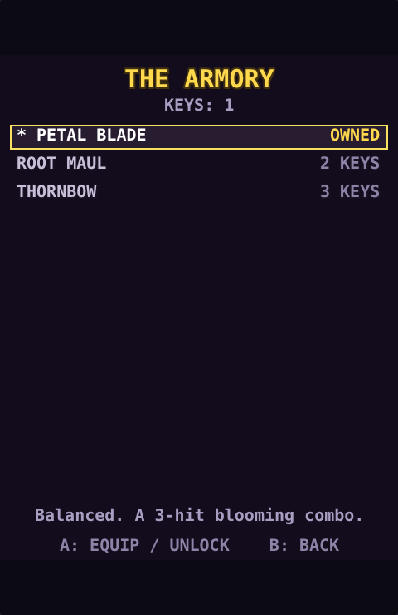 THE ARMORY
KEYS: 1
* PETAL BLADE OWNED
ROOT MAUL 2 KEYS
THORNBOW 3 KEYS
Balanced. A 3-hit blooming combo.
A: EQUIP / UNLOCK B: BACK